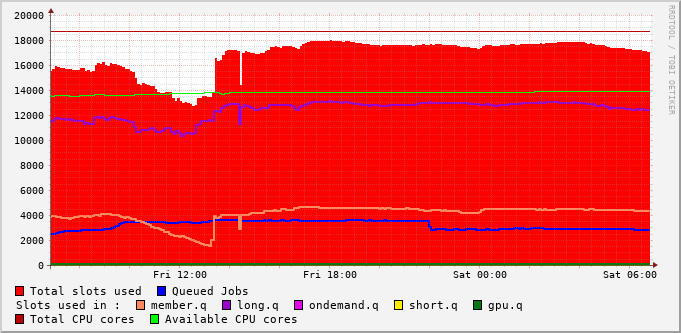 RRDTOOL / TOBI OETIKER
20000
18000
16000
14000
12000
10000
8000
6000
4000
2000
0
Fri 12:00 Fri 18:00 Sat 00:00 Sat 06:00
Total slots used Queued Jobs
Slots used in : member.q long.q ondemand.q short.q gpu.q
Total CPU cores Available CPU cores